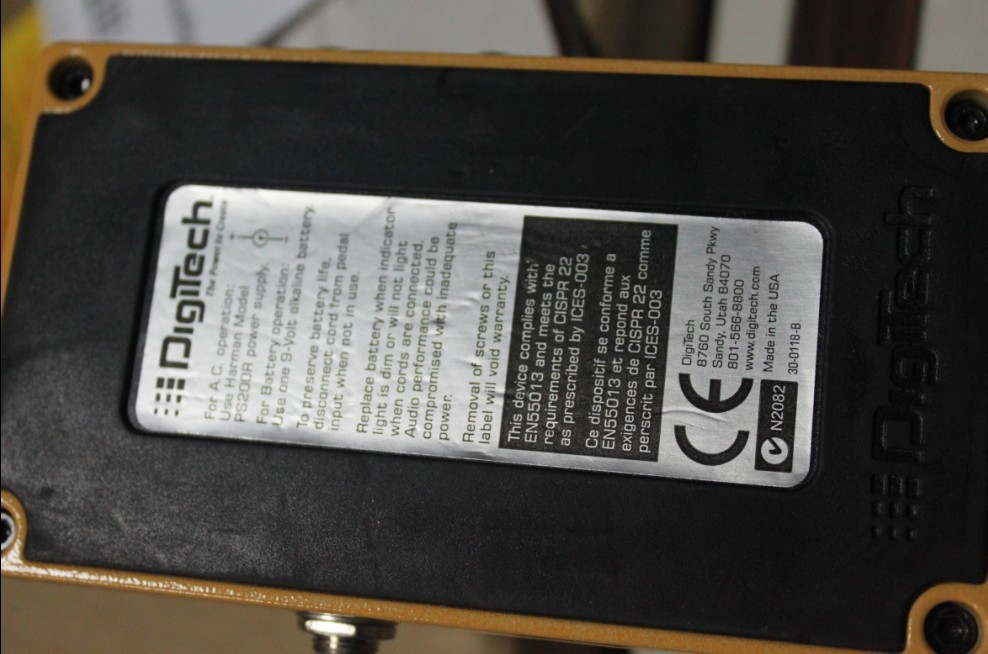 DigiTech
The Power to Create
For A.C. operation:
Use Harman Model
PS200R power supply.
For Battery operation:
Use one 9-Volt alkaline battery.
To preserve battery life,
disconnect cord from pedal
input when not in use.
Replace battery when indicator
light is dim or will not light
when cords are connected.
Audio performance could be
compromised with inadequate
power.
Removal of screws or this
label will void warranty.
This device complies with
EN55013 and meets the
requirements of CISPR 22
as prescribed by ICES-003
Ce dispositif se conforme a
EN55013 et repond aux
exigences de CISPR 22 comme
perscrit par ICES-003
CE
DigiTech
8760 South Sandy Pkwy
Sandy, Utah 84070
801-566-8800
www.digitech.com
Made in the USA
N2082
30-0118-B
DigiTech